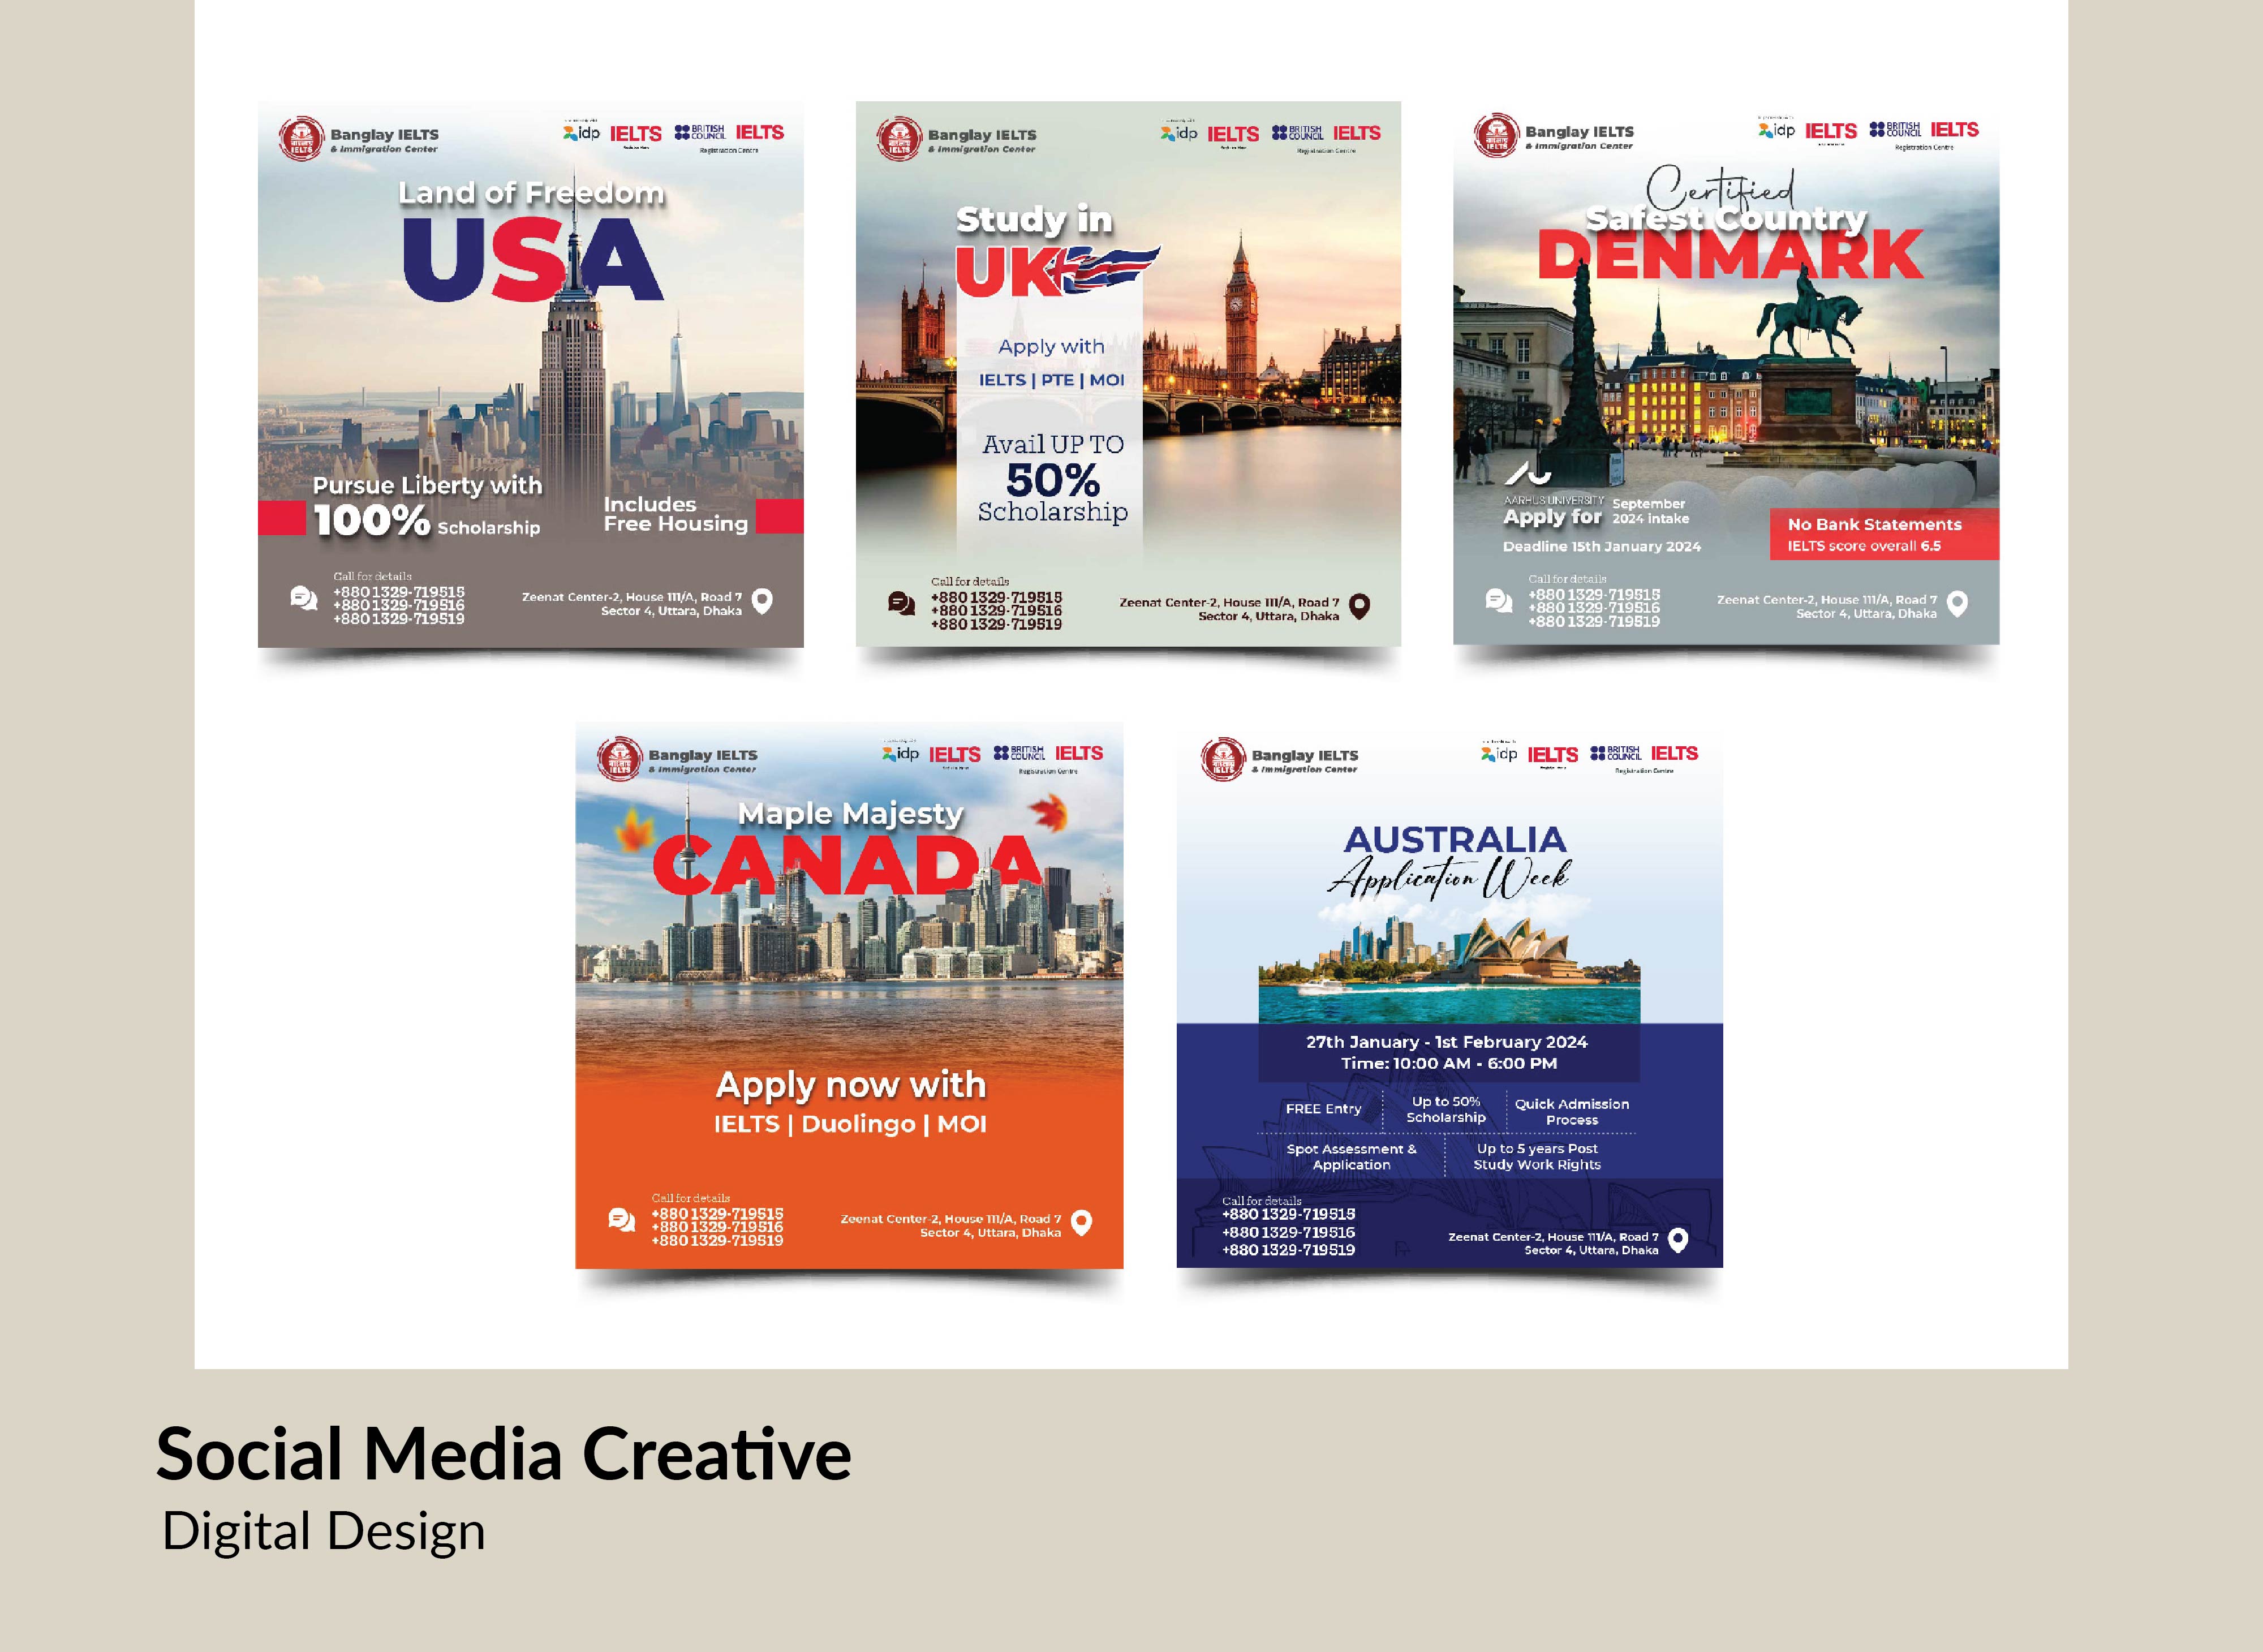 Banglay IELTS
& Immigration Center
idp IELTS BRITISH COUNCIL IELTS
Registration Centre
Land of Freedom
USA
Pursue Liberty with
100% Scholarship
Includes
Free Housing
Call for details
+880 1329-719515
+880 1329-719516
+880 1329-719519
Zeenat Center-2, House 111/A, Road 7
Sector 4, Uttara, Dhaka
Banglay IELTS
& Immigration Center
idp IELTS BRITISH COUNCIL IELTS
Registration Centre
Study in
UK
Apply with
IELTS | PTE | MOI
Avail UP TO
50%
Scholarship
Call for details
+880 1329-719515
+880 1329-719516
+880 1329-719519
Zeenat Center-2, House 111/A, Road 7
Sector 4, Uttara, Dhaka
Banglay IELTS
& Immigration Center
idp IELTS BRITISH COUNCIL IELTS
Registration Centre
Certified
Safest Country
DENMARK
AARHUS UNIVERSITY
Apply for
September
2024 intake
Deadline 15th January 2024
No Bank Statements
IELTS score overall 6.5
Call for details
+880 1329-719515
+880 1329-719516
+880 1329-719519
Zeenat Center-2, House 111/A, Road 7
Sector 4, Uttara, Dhaka
Banglay IELTS
& Immigration Center
idp IELTS BRITISH COUNCIL IELTS
Registration Centre
Maple Majesty
CANADA
Apply now with
IELTS | Duolingo | MOI
Call for details
+880 1329-719515
+880 1329-719516
+880 1329-719519
Zeenat Center-2, House 111/A, Road 7
Sector 4, Uttara, Dhaka
Banglay IELTS
& Immigration Center
idp IELTS BRITISH COUNCIL IELTS
Registration Centre
AUSTRALIA
Application Week
27th January - 1st February 2024
Time: 10:00 AM - 6:00 PM
FREE Entry
Up to 50%
Scholarship
Quick Admission
Process
Spot Assessment &
Application
Up to 5 years Post
Study Work Rights
Call for details
+880 1329-719515
+880 1329-719516
+880 1329-719519
Zeenat Center-2, House 111/A, Road 7
Sector 4, Uttara, Dhaka
Social Media Creative
Digital Design